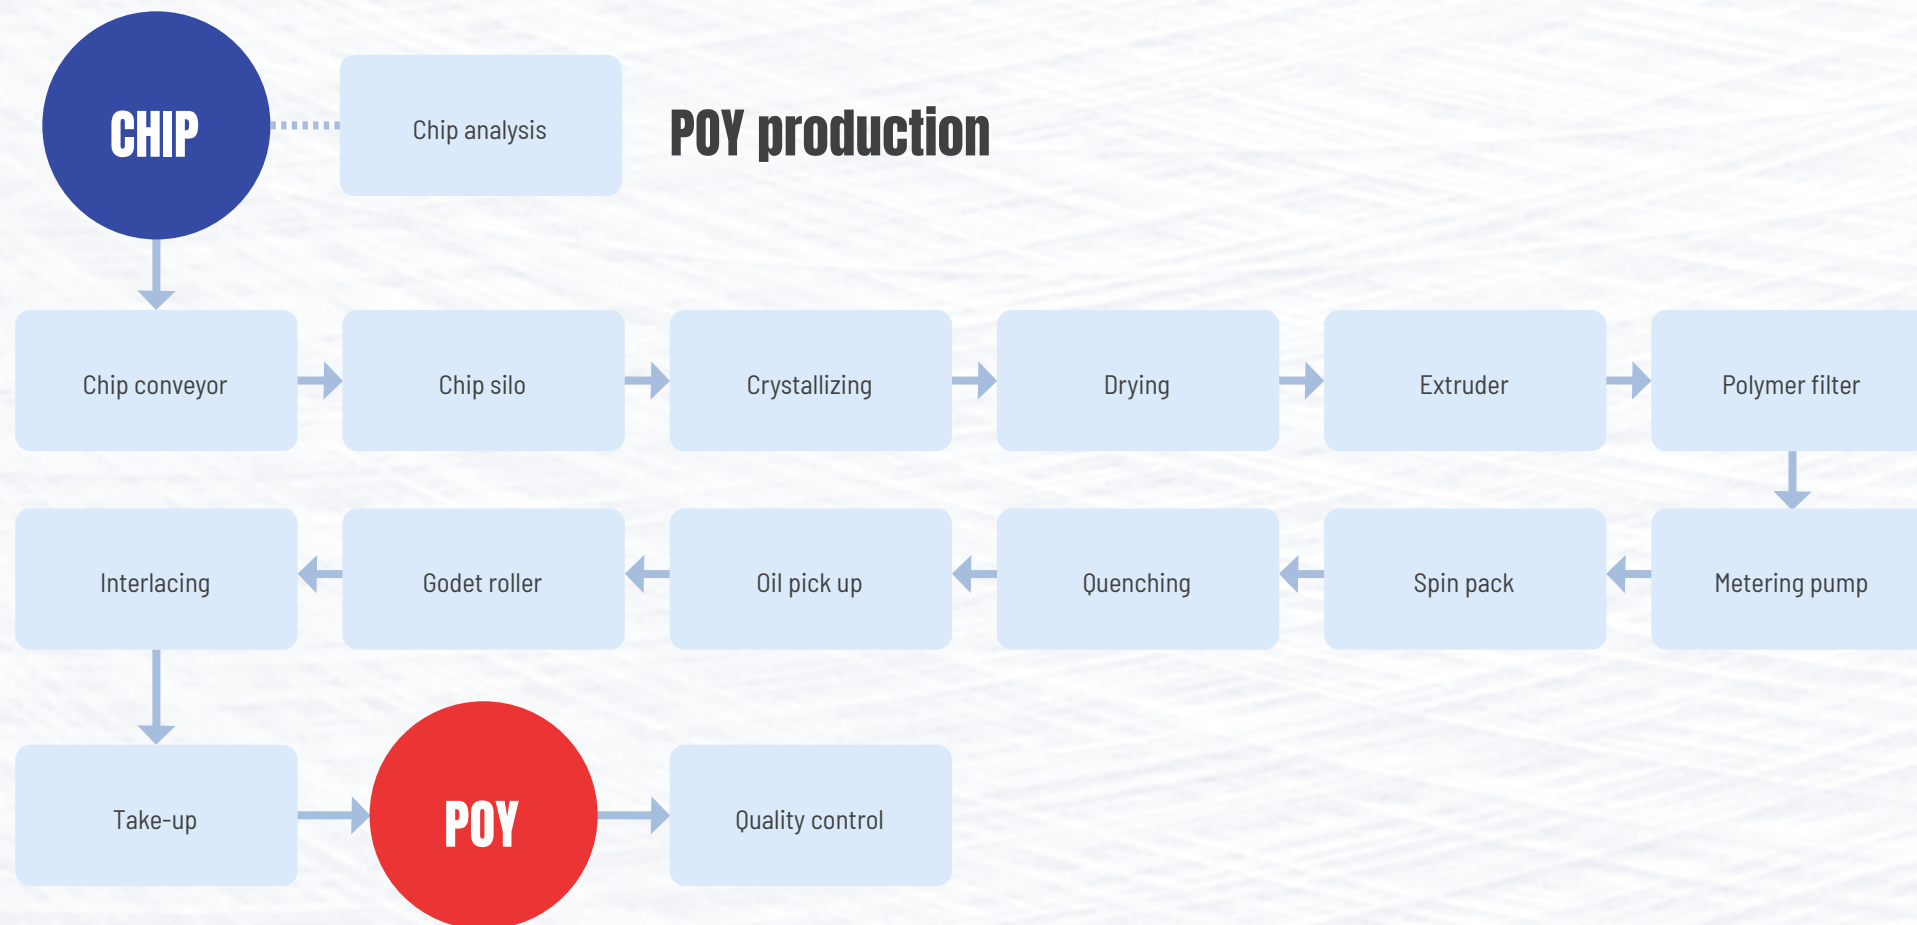 CHIP
Chip analysis
POY production
Chip conveyor
Chip silo
Crystallizing
Drying
Extruder
Polymer filter
Interlacing
Godet roller
Oil pick up
Quenching
Spin pack
Metering pump
Take-up
POY
Quality control